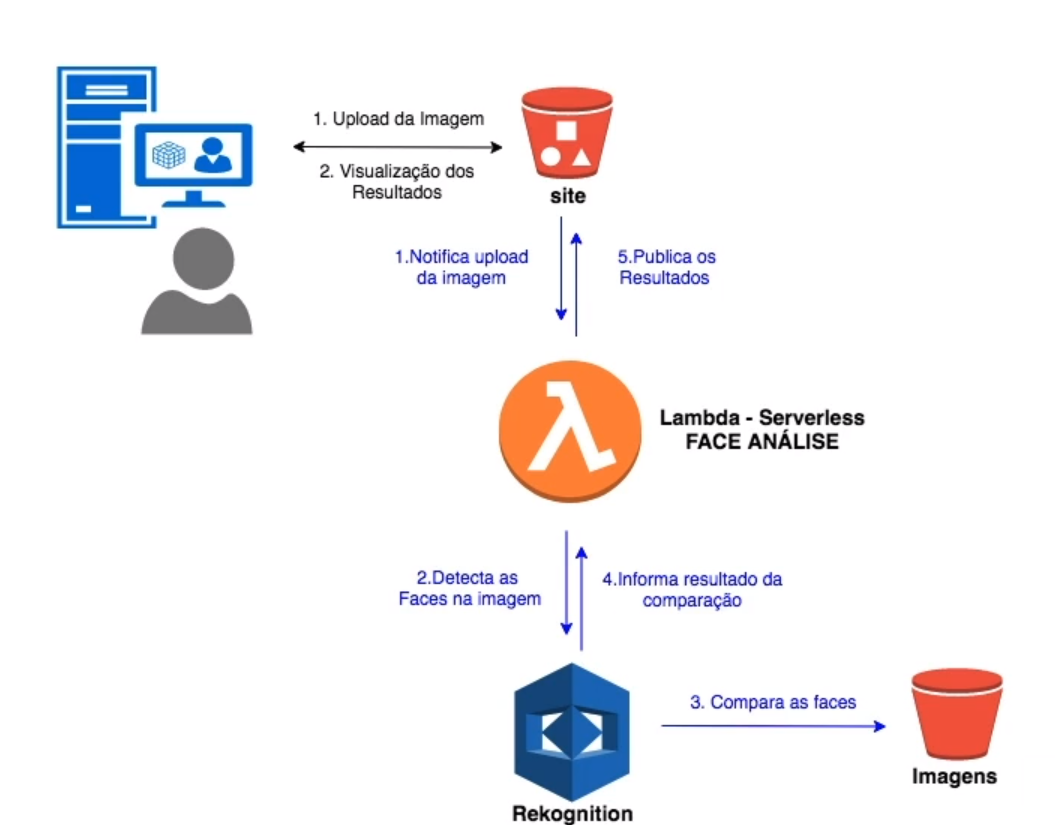 1. Upload da Imagem
2. Visualização dos
Resultados
site
1.Notifica upload
da imagem
5.Publica os
Resultados
Lambda - Serverless
FACE ANÁLISE
2.Detecta as
Faces na imagem
4.Informa resultado da
comparação
3. Compara as faces
Imagens
Rekognition